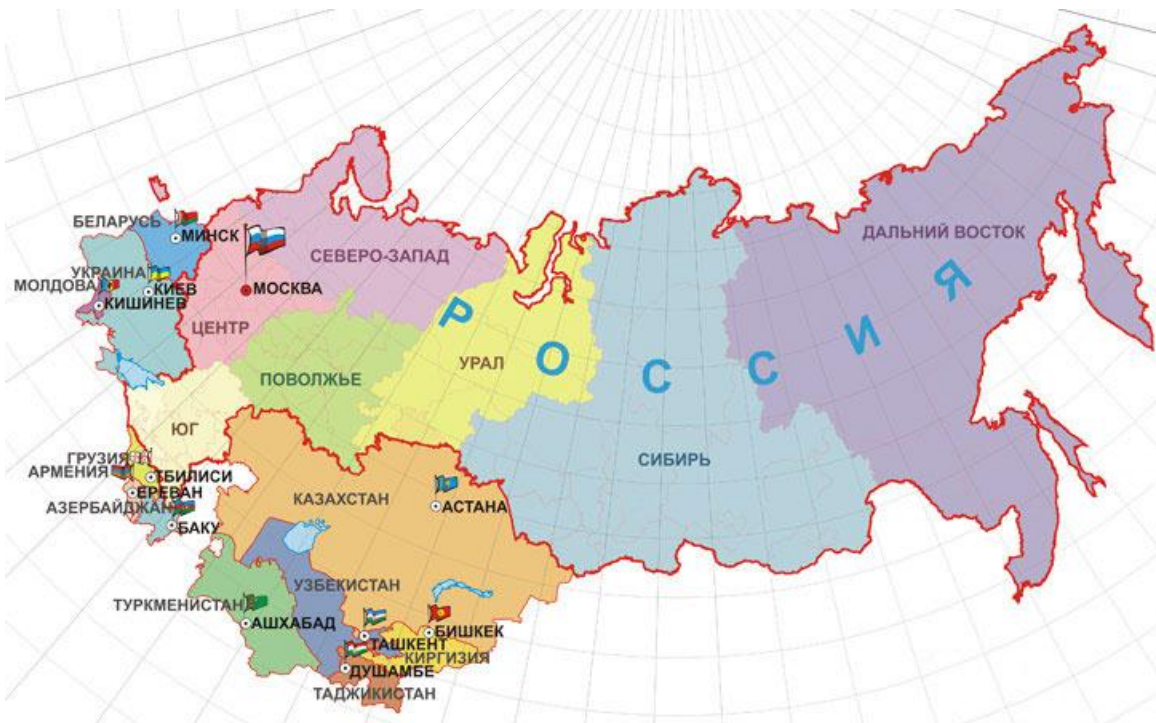 БЕЛАРУСЬ
МИНСК
СЕВЕРО-ЗАПАД
ДАЛЬНИЙ ВОСТОК
УКРАИНА
МОЛДОВА
КИЕВ
МОСКВА
КИШИНЕВ
ЦЕНТР
РОССИЯ
УРАЛ
ПОВОЛЖЬЕ
ЮГ
ГРУЗИЯ
СИБИРЬ
АРМЕНИЯ
ТБИЛИСИ
ЕРЕВАН
КАЗАХСТАН
АЗЕРБАЙДЖАН
АСТАНА
БАКУ
УЗБЕКИСТАН
ТУРКМЕНИСТАН
АШХАБАД
БИШКЕК
ТАШКЕНТ
КИРГИЗИЯ
ДУШАМБЕ
ТАДЖИКИСТАН